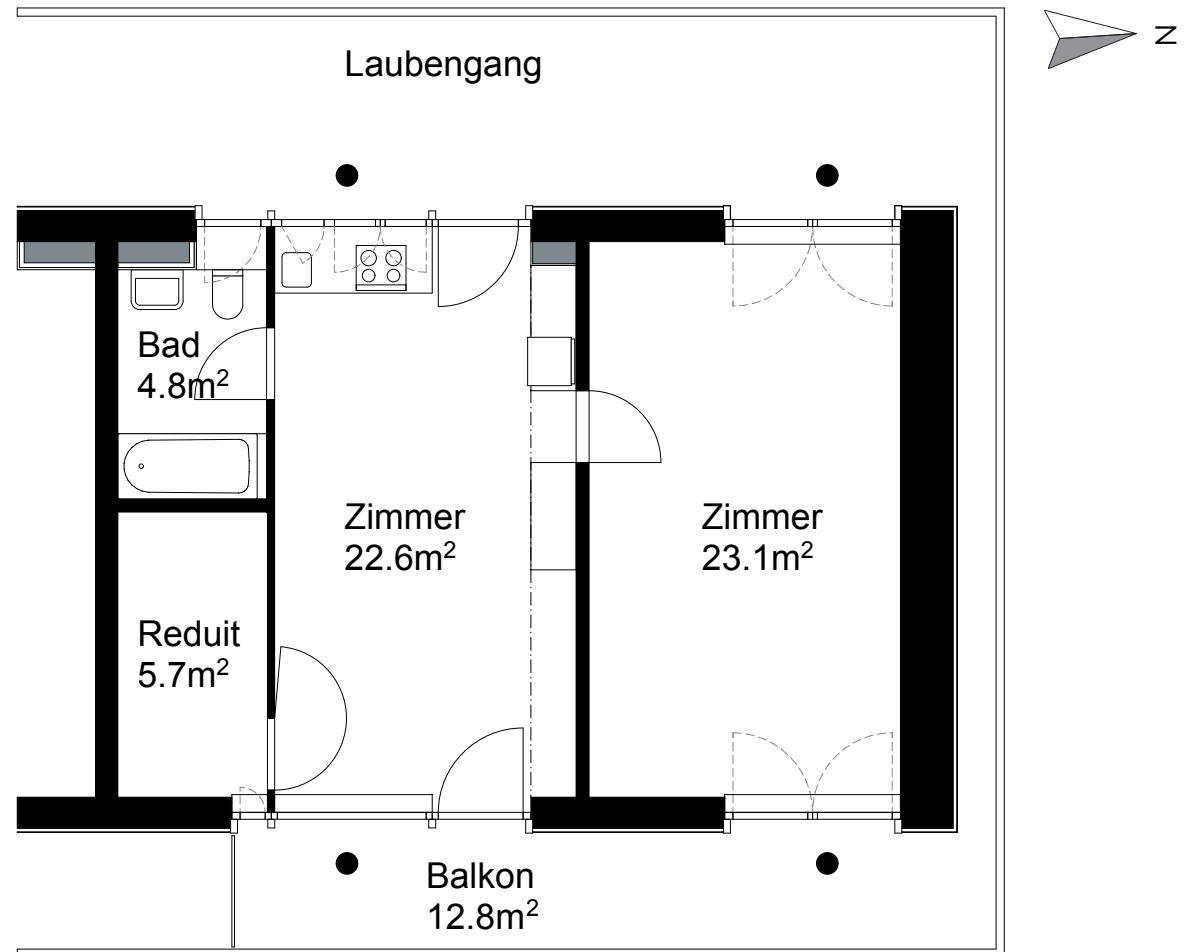 Laubengang
N
Bad
4.8m²
Zimmer
22.6m²
Zimmer
23.1m²
Reduit
5.7m²
Balkon
12.8m²